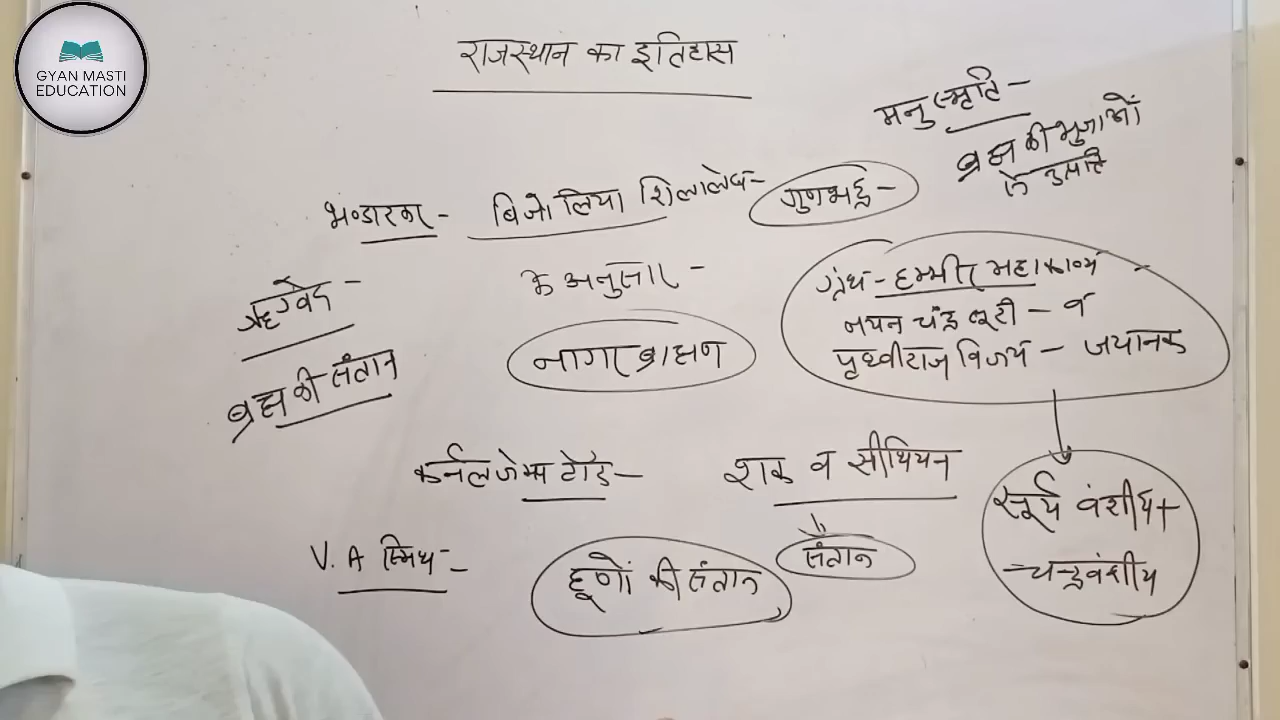 GYAN MASTI
EDUCATION
राजस्थान का इतिहास
मनु स्मृति -
ब्रह्म की भुजाओं
से उत्पत्ति
भण्डारकर - बिजोलिया शिलालेख - गुणभद्र -
के अनुसार -
नागर ब्राह्मण
ऋग्वेद -
ब्रह्म की संतान
ग्रंथ - हम्मीर महाकाव्य -
नयन चंद्र सूरी - व
पृथ्वीराज विजय - जयानक
कर्नल जेम्स टॉड - शक व सीथियन
संतान
सूर्य वंशीय +
चन्द्रवंशीय
V. A स्मिथ - हूणों की संतान